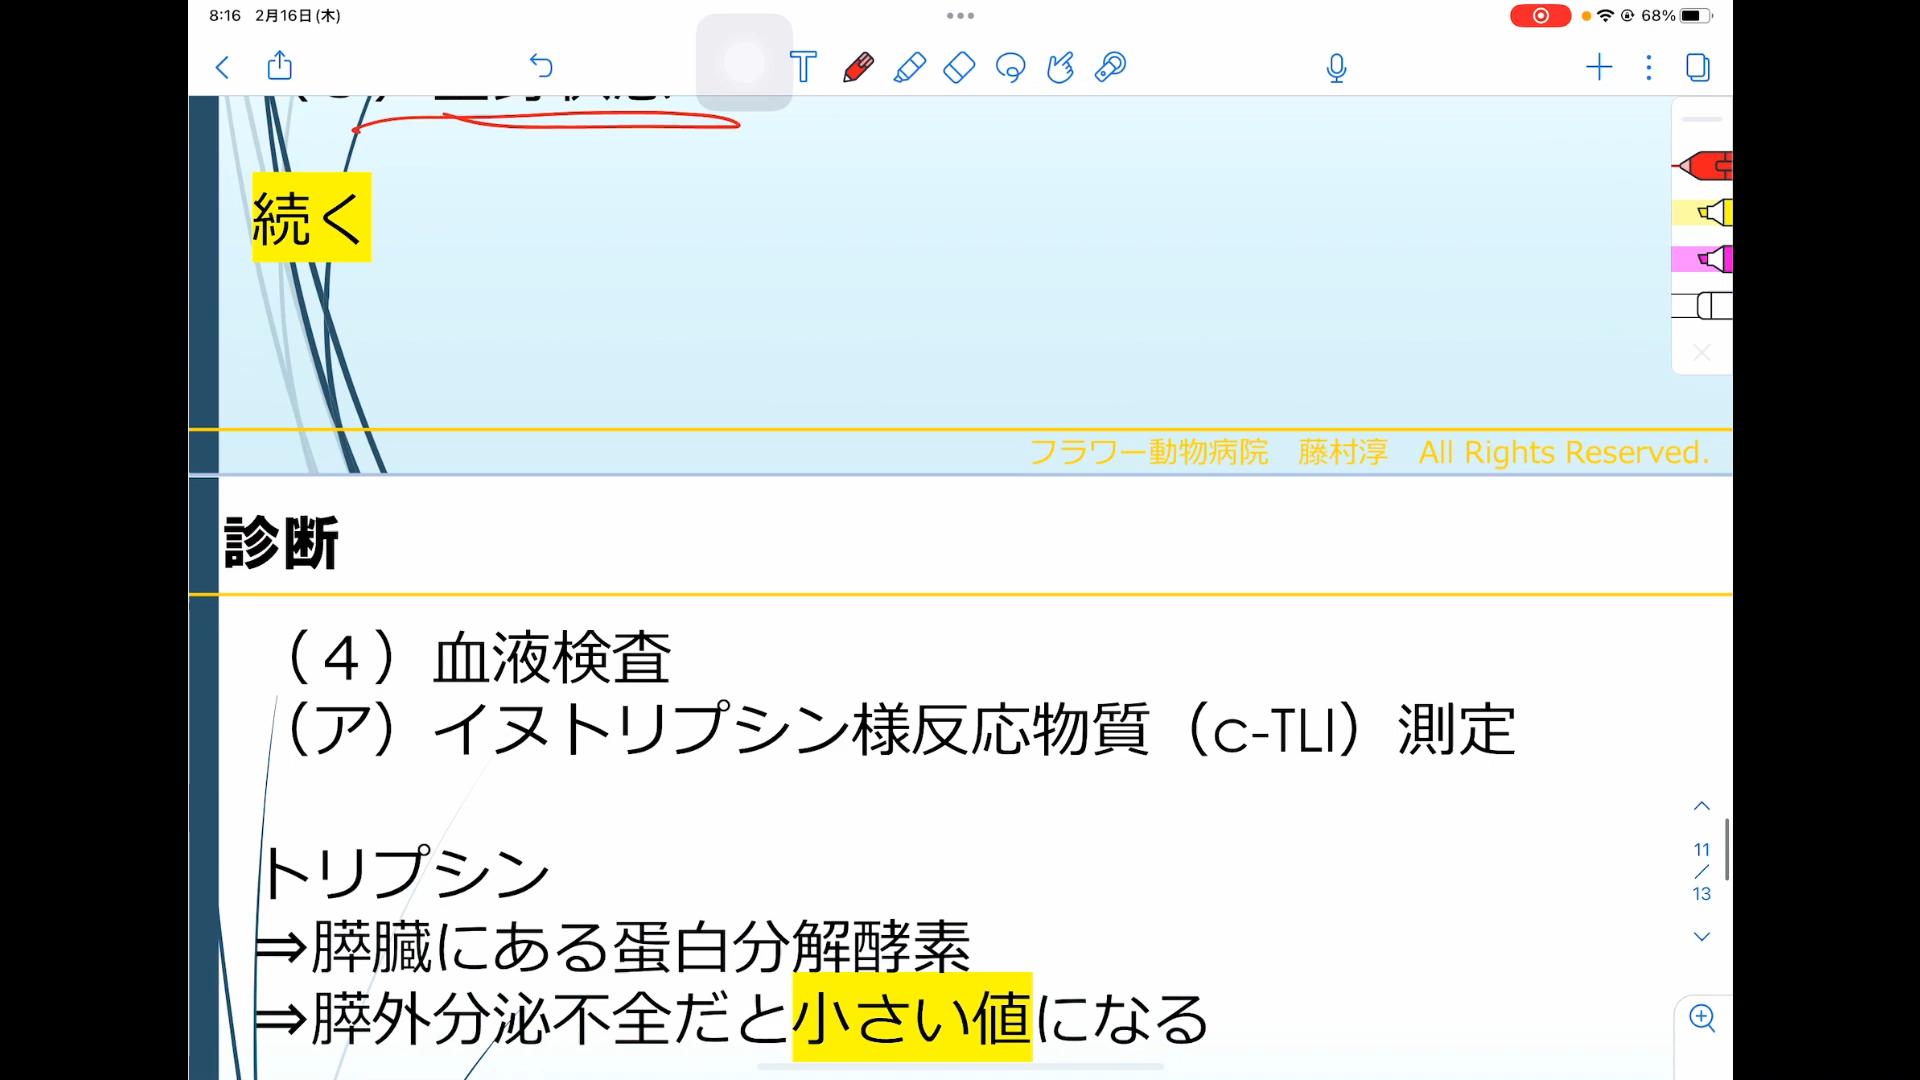 8:16 2月16日(木)
68%
続く
フラワー動物病院 藤村淳 All Rights Reserved.
診断
（４）血液検査
（ア）イヌトリプシン様反応物質（c-TLI）測定
トリプシン
⇒膵臓にある蛋白分解酵素
⇒膵外分泌不全だと小さい値になる
11
／
13